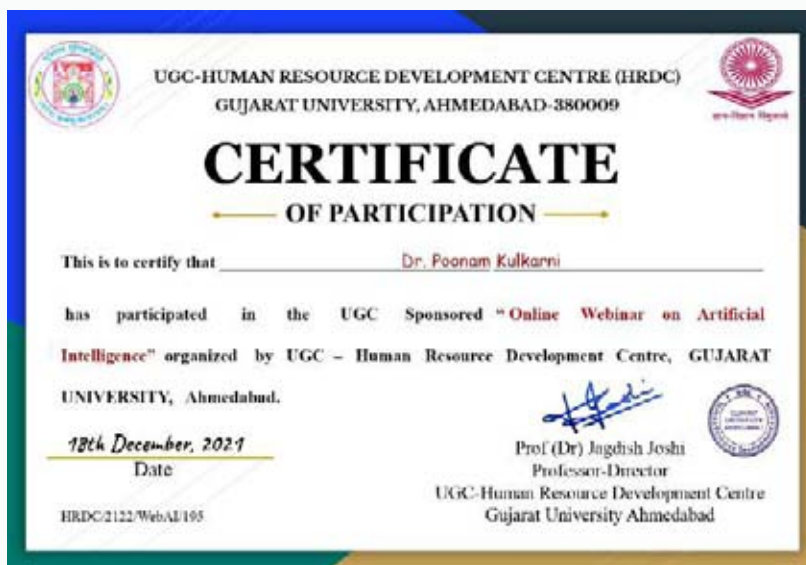 UGC-HUMAN RESOURCE DEVELOPMENT CENTRE (HRDC)
GUJARAT UNIVERSITY, AHMEDABAD-380009
CERTIFICATE
OF PARTICIPATION
This is to certify that Dr. Poonam Kulkarni
has participated in the UGC Sponsored “Online Webinar on Artificial
Intelligence” organized by UGC – Human Resource Development Centre, GUJARAT
UNIVERSITY, Ahmedabad.
18th December, 2021
Date
Prof (Dr) Jagdish Joshi
Professor-Director
UGC-Human Resource Development Centre
Gujarat University Ahmedabad
HRDC/2122/WebAI/195